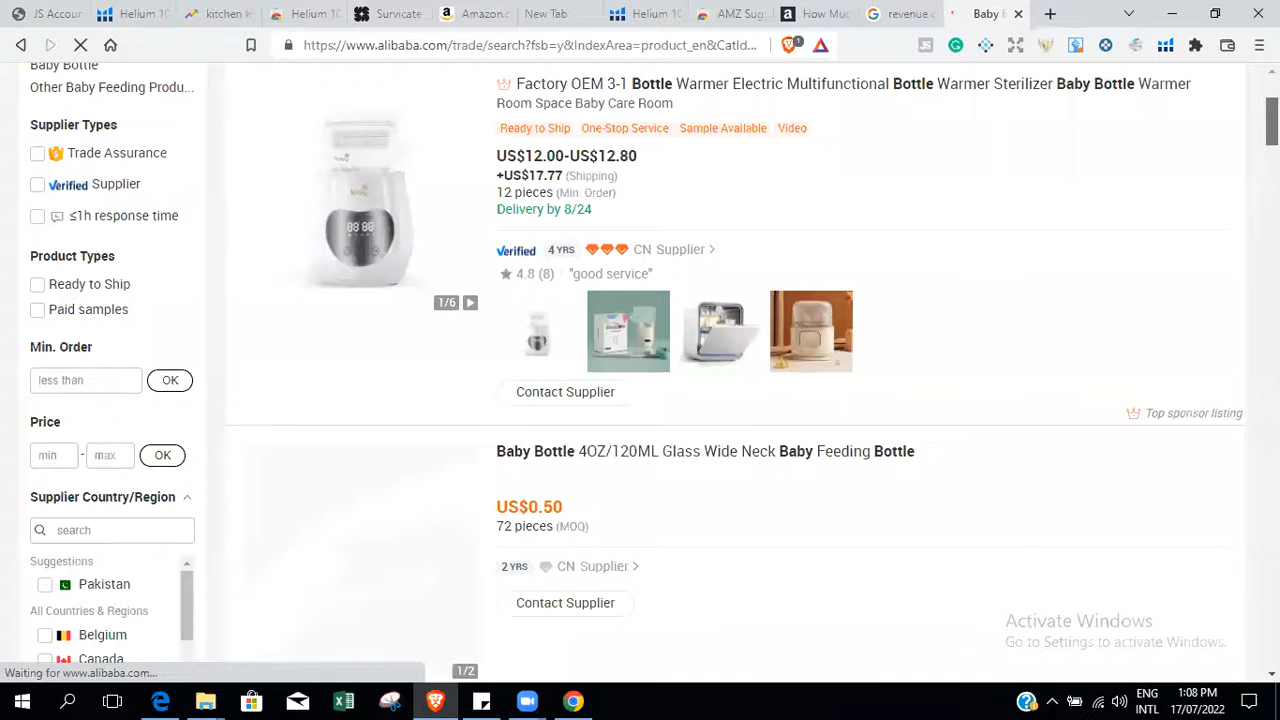 JS Accour
Helium 10
kitchen le
Helium 10
Survicate
Amazon.
New Tab
Helium 10
AMZ Sug
How Muc
revenue c
Baby B
https://www.alibaba.com/trade/search?fsb=y&IndexArea=product_en&CatId...
1
Baby Bottle
Other Baby Feeding Produ...
Supplier Types
Trade Assurance
Verified Supplier
≤1h response time
Product Types
Ready to Ship
Paid samples
Min. Order
less than
OK
Price
min - max OK
Supplier Country/Region
search
Suggestions
Pakistan
All Countries & Regions
Belgium
Canada
Factory OEM 3-1 Bottle Warmer Electric Multifunctional Bottle Warmer Sterilizer Baby Bottle Warmer
Room Space Baby Care Room
Ready to Ship One-Stop Service Sample Available Video
US$12.00-US$12.80
+US$17.77 (Shipping)
12 pieces (Min. Order)
Delivery by 8/24
Verified 4 YRS CN Supplier >
4.8 (8) "good service"
88 88
1/6
Contact Supplier
Top sponsor listing
Baby Bottle 4OZ/120ML Glass Wide Neck Baby Feeding Bottle
US$0.50
72 pieces (MOQ)
2 YRS CN Supplier >
Contact Supplier
1/2
Activate Windows
Go to Settings to activate Windows.
Waiting for www.alibaba.com...
ENG
INTL
1:08 PM
17/07/2022